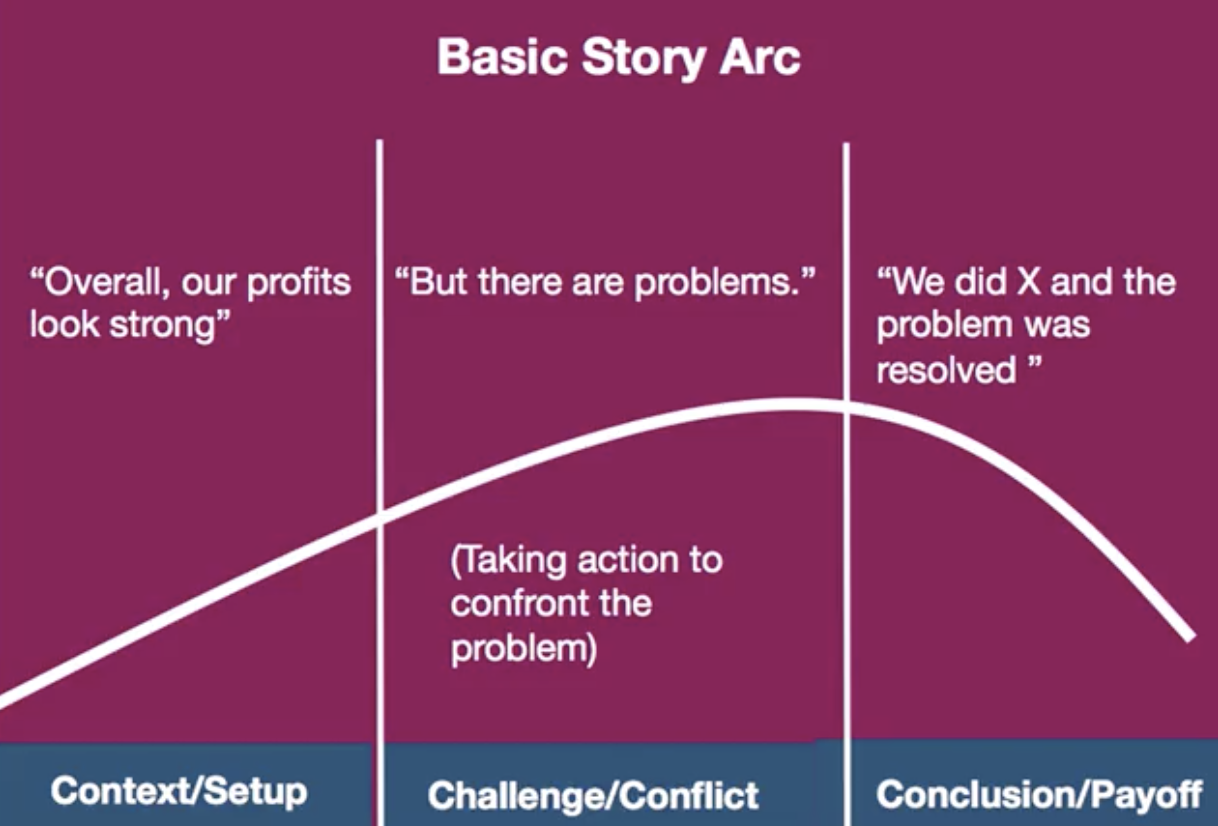 Basic Story Arc
“Overall, our profits
look strong”
“But there are problems.”
(Taking action to
confront the
problem)
“We did X and the
problem was
resolved ”
Context/Setup
Challenge/Conflict
Conclusion/Payoff